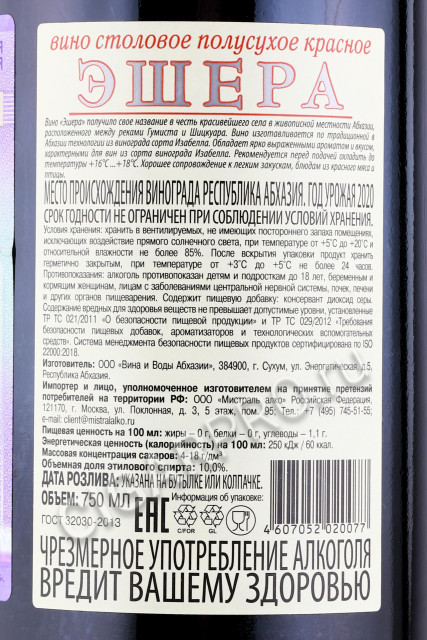 вино столовое полусухое красное
ЭШЕРА
Вино «Эшера» получило свое название в честь красивейшего села в живописной местности Абхазии,
расположенного между реками Гумиста и Шицкуара. Вино изготавливается по традиционной в
Абхазии технологии из винограда сорта Изабелла. Обладает ярко выраженными ароматом и вкусом,
характерными для вин из сорта винограда Изабелла. Рекомендуется перед подачей охладить до
температуры +16°С ...+18°С. Хорошее сопровождение к легким закускам, блюдам из красного мяса и
птицы.
МЕСТО ПРОИСХОЖДЕНИЯ ВИНОГРАДА РЕСПУБЛИКА АБХАЗИЯ. ГОД УРОЖАЯ 2020
СРОК ГОДНОСТИ НЕ ОГРАНИЧЕН ПРИ СОБЛЮДЕНИИ УСЛОВИЙ ХРАНЕНИЯ.
Условия хранения: хранить в вентилируемых, не имеющих постороннего запаха помещениях,
исключающих воздействие прямого солнечного света, при температуре от +5°С до +20°С и
относительной влажности не более 85%. После вскрытия упаковки продукт хранить
герметично закрытым, при температуре от +3°С до +5°С не более 24 часов.
Противопоказания: алкоголь противопоказан детям и подросткам до 18 лет, беременным и
кормящим женщинам, лицам с заболеваниями центральной нервной системы, почек, печени
и других органов пищеварения. Содержит пищевую добавку: консервант диоксид серы.
Содержание вредных для здоровья веществ не превышает допустимые уровни, установленные
ТР ТС 021/2011 «О безопасности пищевой продукции» и ТР ТС 029/2012 «Требования
безопасности пищевых добавок, ароматизаторов и технологических вспомогательных
средств». Система менеджмента безопасности пищевых продуктов сертифицирована по ISO
22000:2018.
Изготовитель: ООО «Вина и Воды Абхазии», 384900, г. Сухум, ул. Энергетическая, д.5,
Республика Абхазия.
Импортер и лицо, уполномоченное изготовителем на принятие претензий
от потребителей на территории РФ: ООО «Мистраль алко» Российская Федерация,
121170, г. Москва, ул. Поклонная, д. 3, 5 этаж, пом 95; Тел.: +7 (495) 745-51-55;
e-mail: client@mistralalko.ru
Пищевая ценность на 100 мл: жиры – 0 г, белки – 0 г, углеводы – 1,1 г.
Энергетическая ценность (калорийность) на 100 мл: 250 кДж / 60 ккал.
Массовая концентрация сахаров: 4-18 г/дм³
Объемная доля этилового спирта: 10,0%.
ДАТА РОЗЛИВА: УКАЗАНА НА БУТЫЛКЕ ИЛИ КОЛПАЧКЕ.
ОБЪЕМ: 750 МЛ
Информация об упаковке:
ГОСТ 32030-2013
EAC
C/FOR
GL
4 607052 020077
ЧРЕЗМЕРНОЕ УПОТРЕБЛЕНИЕ АЛКОГОЛЯ
ВРЕДИТ ВАШЕМУ ЗДОРОВЬЮ